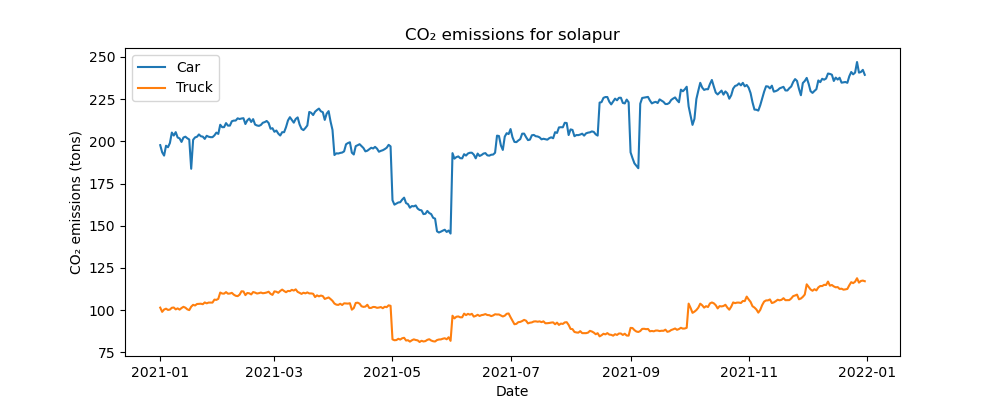 CO₂ emissions for solapur
Car
Truck
CO₂ emissions (tons)
250
225
200
175
150
125
100
75
2021-01 2021-03 2021-05 2021-07 2021-09 2021-11 2022-01
Date